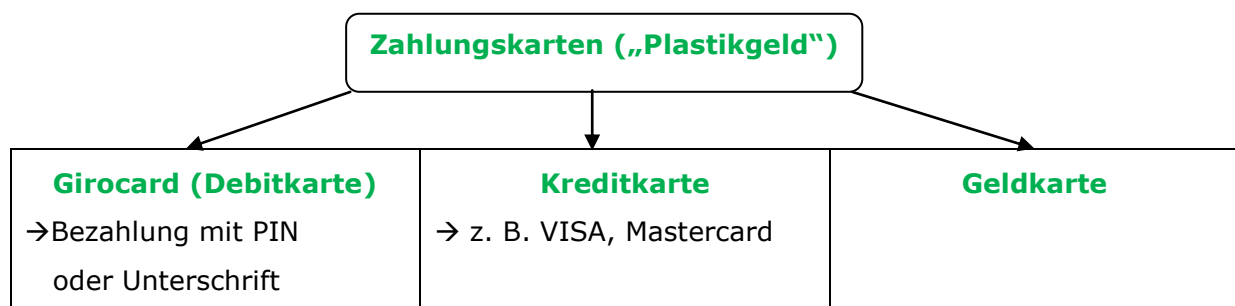 Zahlungskarten („Plastikgeld“)
Girocard (Debitkarte)
→Bezahlung mit PIN
oder Unterschrift
Kreditkarte
→ z. B. VISA, Mastercard
Geldkarte